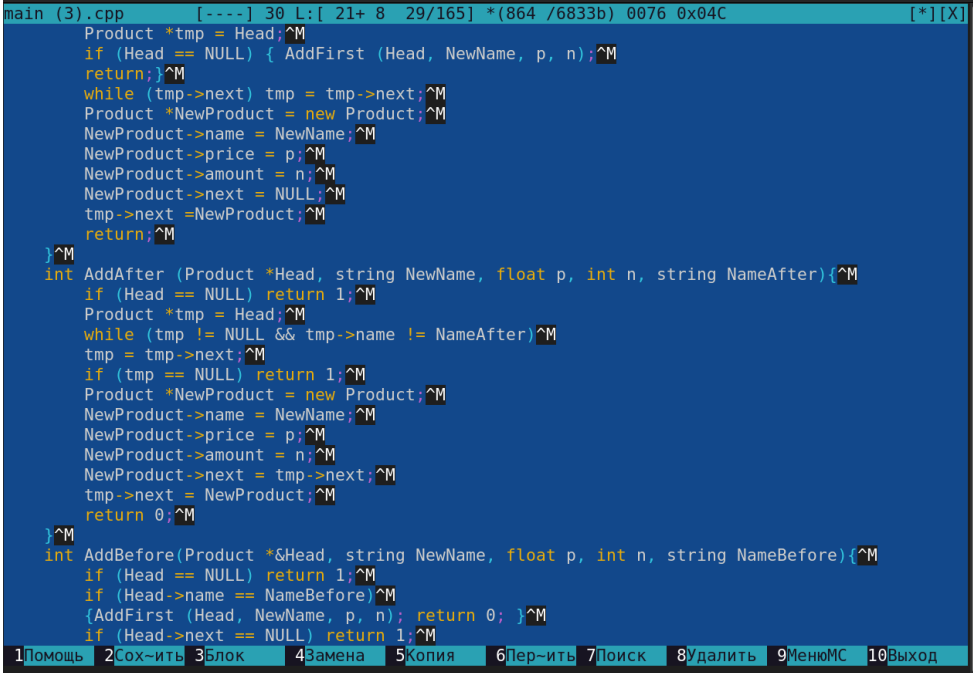 main (3).cpp       [----] 30 L:[ 21+ 8  29/165] *(864 /6833b) 0076 0x04C                            [*][X]
        Product *tmp = Head;^M
        if (Head == NULL) { AddFirst (Head, NewName, p, n);^M
        return;}^M
        while (tmp->next) tmp = tmp->next;^M
        Product *NewProduct = new Product;^M
        NewProduct->name = NewName;^M
        NewProduct->price = p;^M
        NewProduct->amount = n;^M
        NewProduct->next = NULL;^M
        tmp->next =NewProduct;^M
        return;^M
    }^M
    int AddAfter (Product *Head, string NewName, float p, int n, string NameAfter){^M
        if (Head == NULL) return 1;^M
        Product *tmp = Head;^M
        while (tmp != NULL && tmp->name != NameAfter)^M
        tmp = tmp->next;^M
        if (tmp == NULL) return 1;^M
        Product *NewProduct = new Product;^M
        NewProduct->name = NewName;^M
        NewProduct->price = p;^M
        NewProduct->amount = n;^M
        NewProduct->next = tmp->next;^M
        tmp->next = NewProduct;^M
        return 0;^M
    }^M
    int AddBefore(Product *&Head, string NewName, float p, int n, string NameBefore){^M
        if (Head == NULL) return 1;^M
        if (Head->name == NameBefore)^M
        {AddFirst (Head, NewName, p, n); return 0; }^M
        if (Head->next == NULL) return 1;^M
 1Помощь  2Сох~ить 3Блок    4Замена  5Копия   6Пер~ить 7Поиск   8Удалить 9МенюMC 10Выход